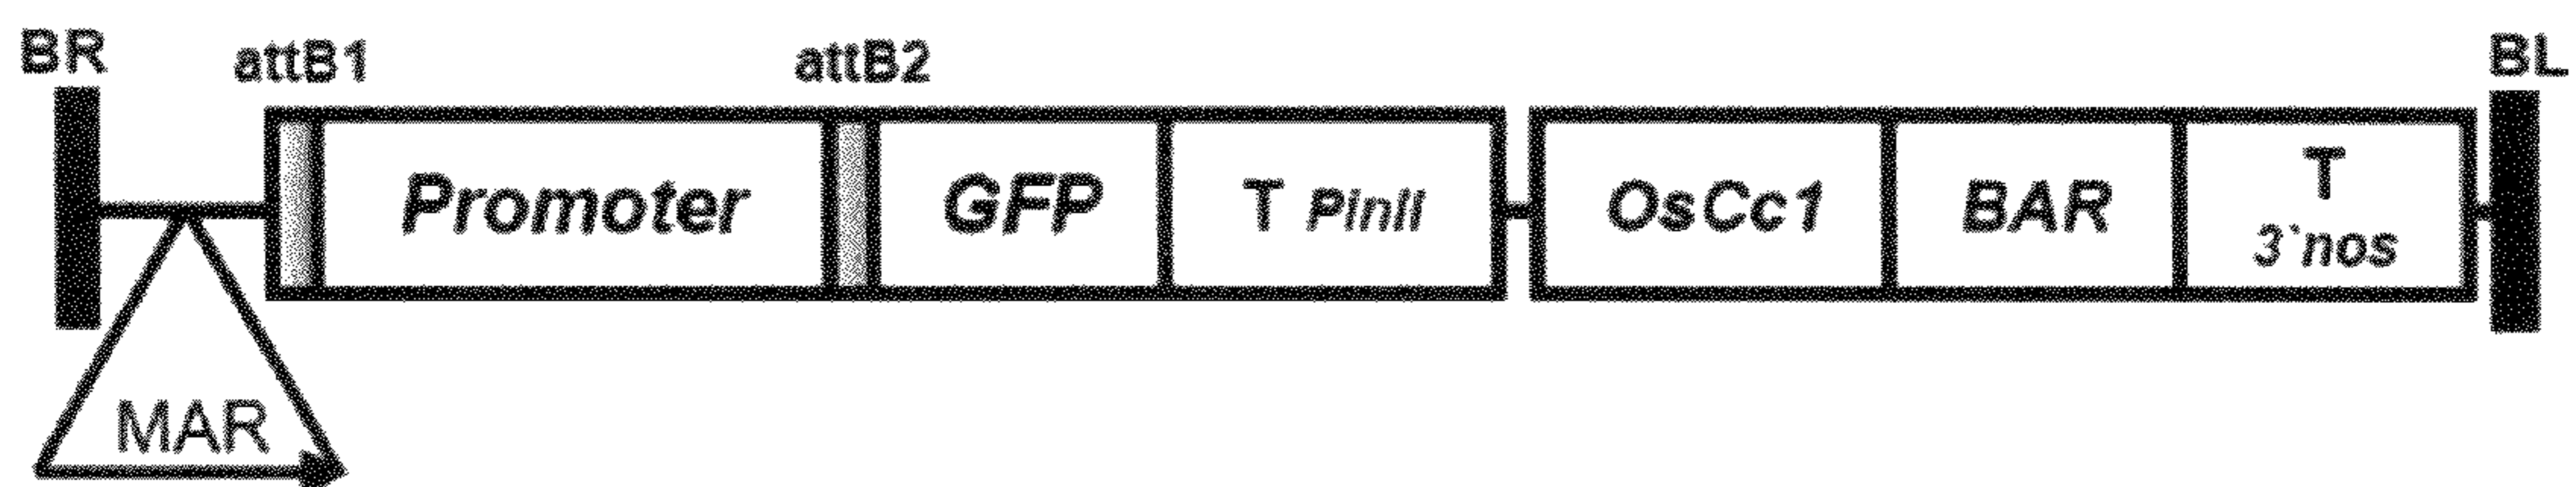 BR attB1 attB2 BL
Promoter GFP T PinII OsCc1 BAR T
3`nos
MAR